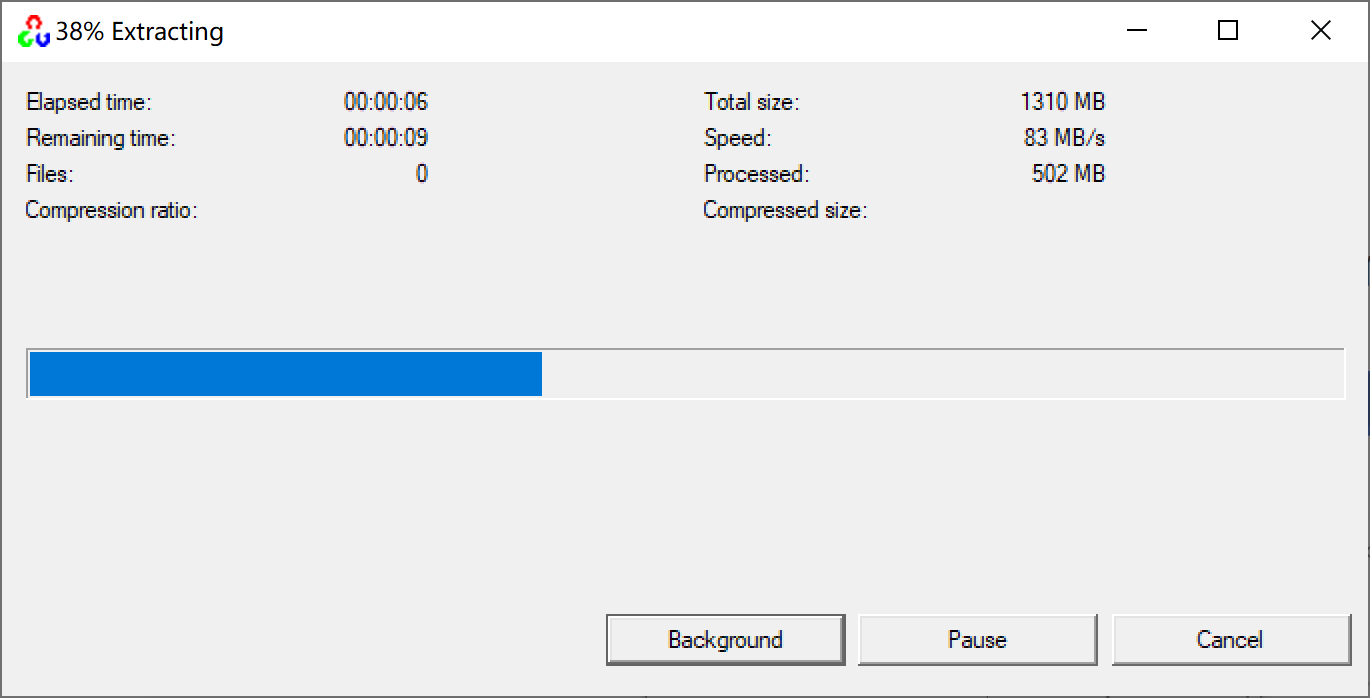 38% Extracting
Elapsed time: 00:00:06 Total size: 1310 MB
Remaining time: 00:00:09 Speed: 83 MB/s
Files: 0 Processed: 502 MB
Compression ratio: Compressed size:
Background Pause Cancel